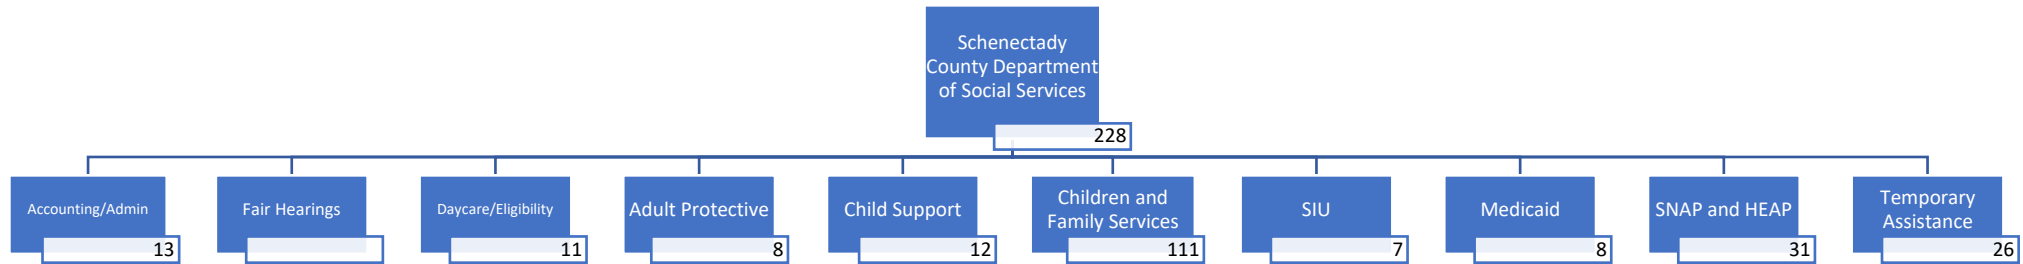 Schenectady
County Department
of Social Services
228
Accounting/Admin
13
Fair Hearings
Daycare/Eligibility
11
Adult Protective
8
Child Support
12
Children and
Family Services
111
SIU
7
Medicaid
8
SNAP and HEAP
31
Temporary
Assistance
26